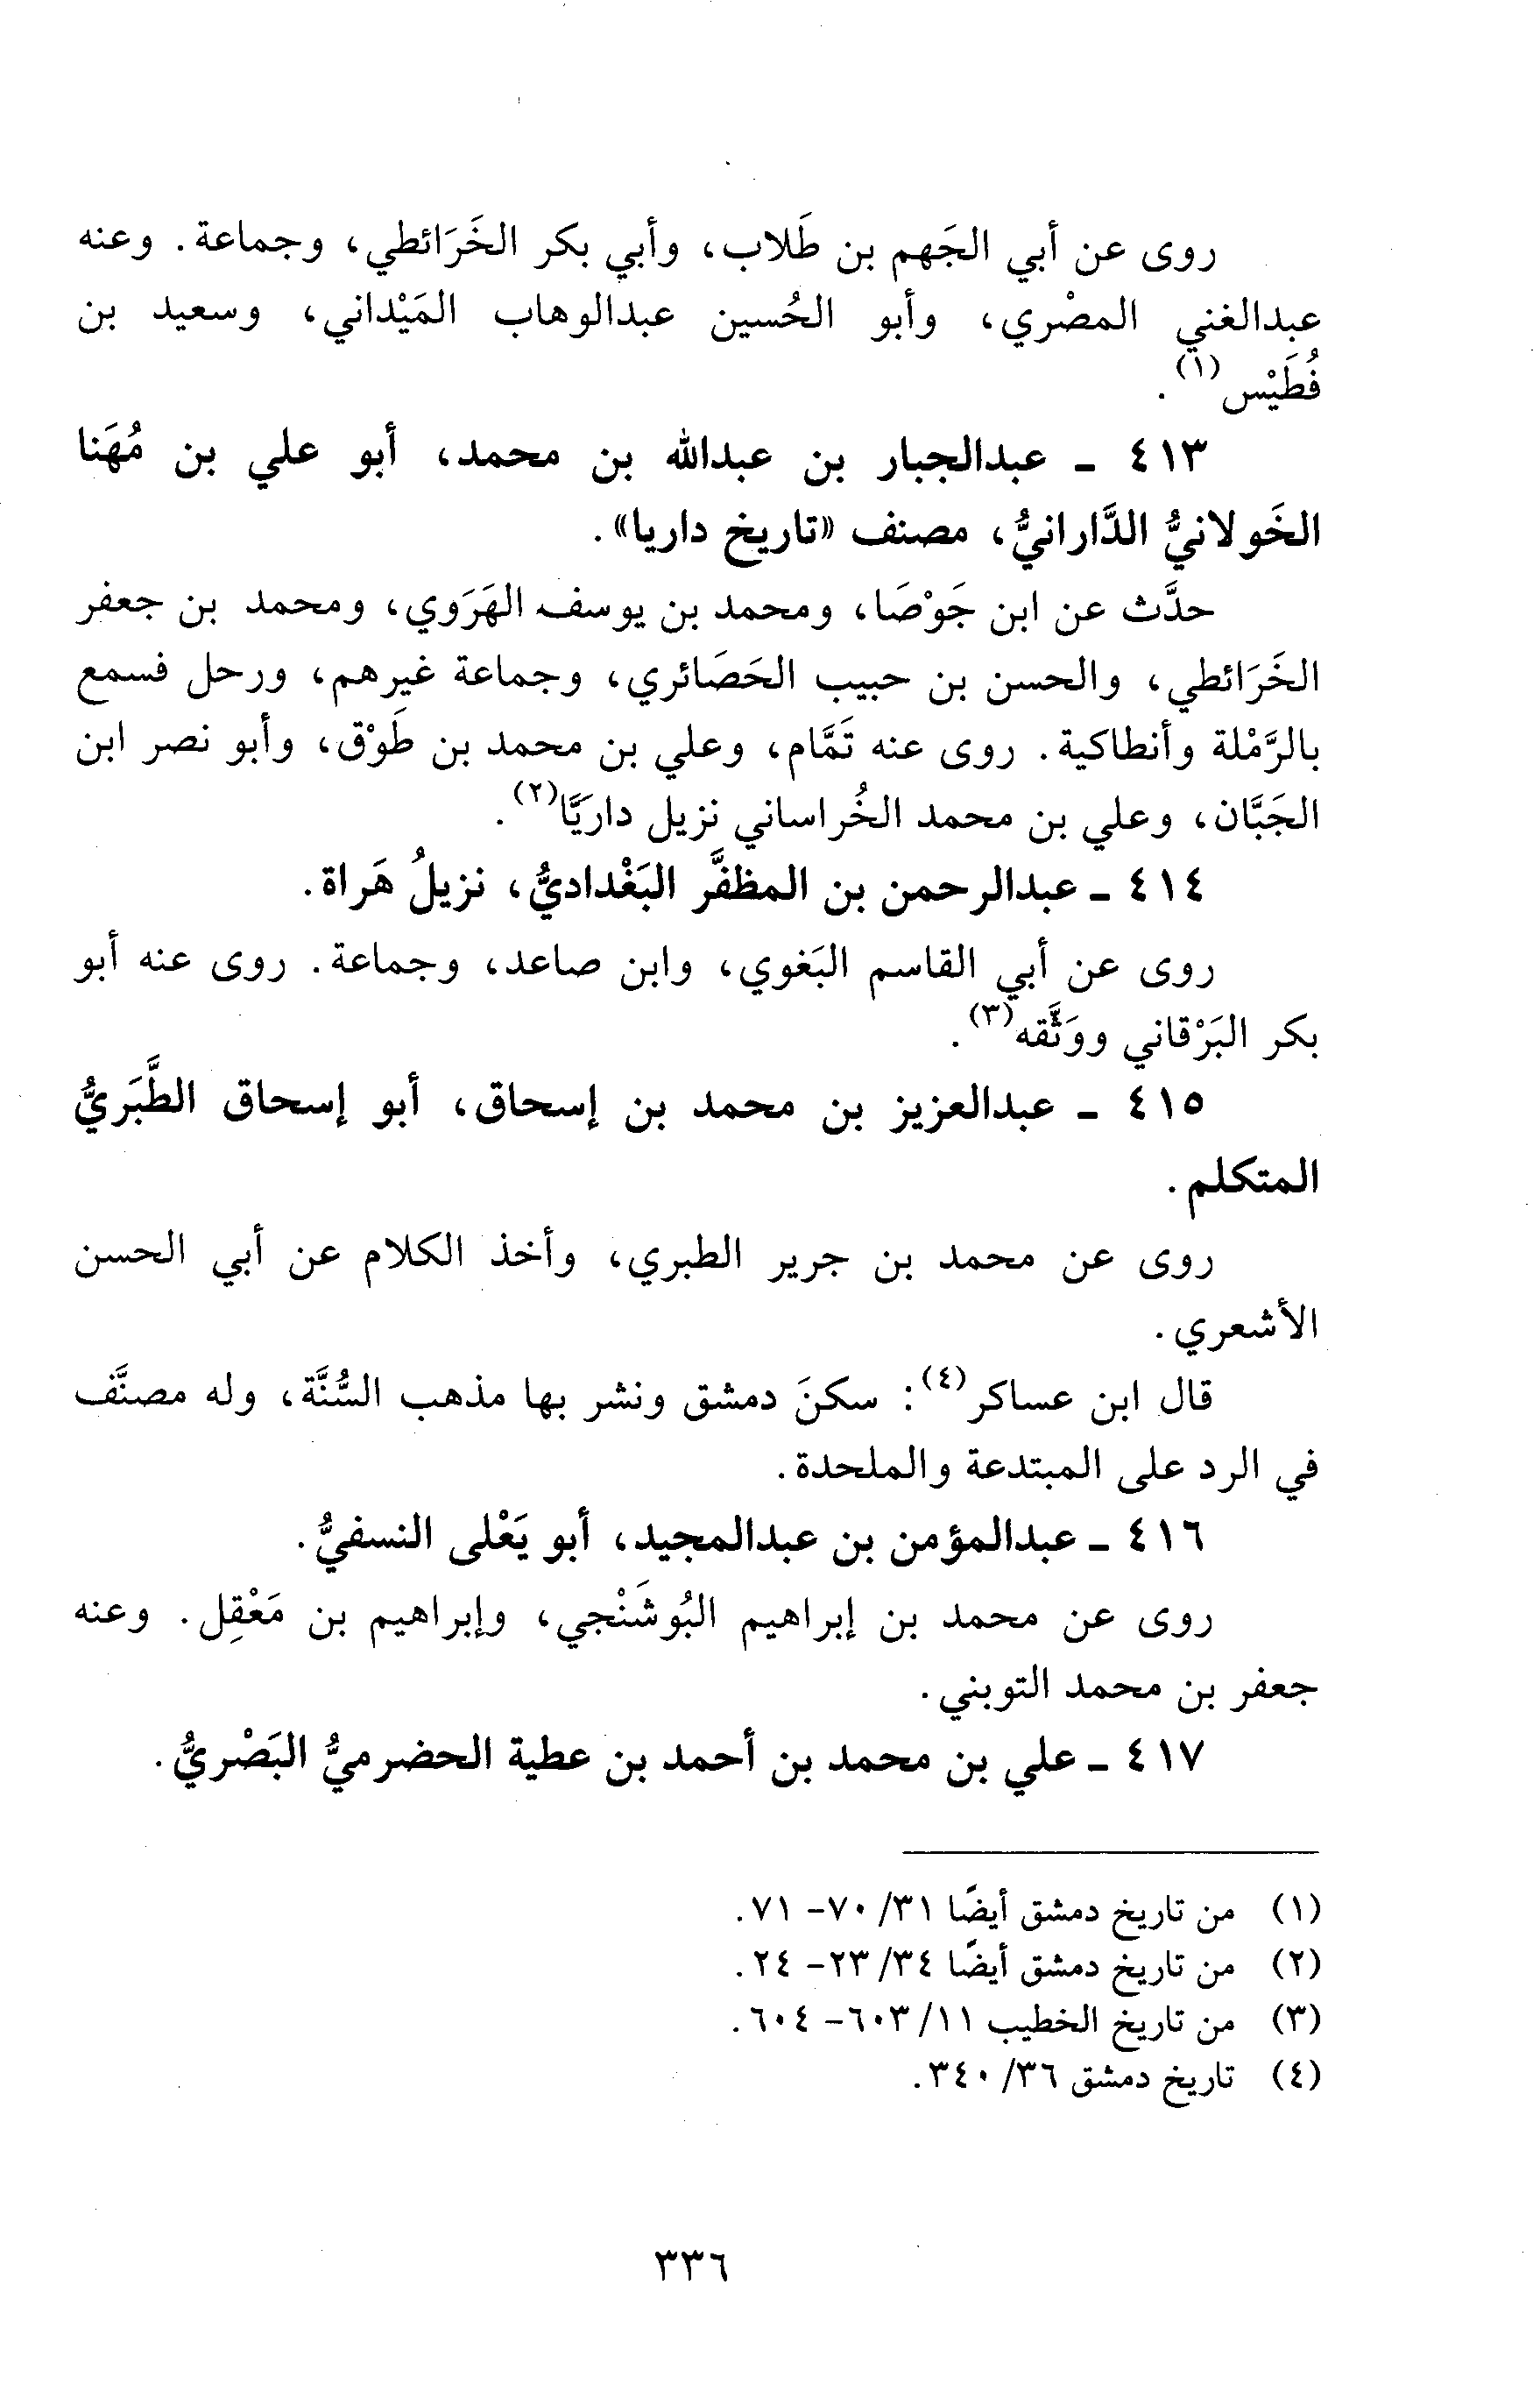 روى عن أبي الجَهم بن طَلاب، وأبي بكر الخَرَائطي، وجماعة. وعنه
عبدالغني المصْري، وأبو الحُسين عبدالوهاب المَيْداني، وسعيد بن
فُطَيْس(١).
٤١٣ - عبدالجبار بن عبدالله بن محمد، أبو علي بن مُهَنا
الخَولانيُّ الدَّارانيُّ، مصنف «تاريخ داريا».
حدَّث عن ابن جَوْصَا، ومحمد بن يوسف الهَرَوي، ومحمد بن جعفر
الخَرَائطي، والحسن بن حبيب الحَصَائري، وجماعة غيرهم، ورحل فسمع
بالرَّمْلة وأنطاكية. روى عنه تَمَّام، وعلي بن محمد بن طَوْق، وأبو نصر ابن
الجَبَّان، وعلي بن محمد الخُراساني نزيل داريَّا(٢).
٤١٤ - عبدالرحمن بن المظفَّر البَغْداديُّ، نزيلُ هَراة.
روى عن أبي القاسم البَغوي، وابن صاعد، وجماعة. روى عنه أبو
بكر البَرْقاني ووَثَّقه(٣).
٤١٥ - عبدالعزيز بن محمد بن إسحاق، أبو إسحاق الطَّبَريُّ
المتكلم.
روى عن محمد بن جرير الطبري، وأخذ الكلام عن أبي الحسن
الأشعري.
قال ابن عساكر(٤): سكنَ دمشق ونشر بها مذهب السُّنَّة، وله مصنَّف
في الرد على المبتدعة والملحدة.
٤١٦ - عبدالمؤمن بن عبدالمجيد، أبو يَعْلى النسفيُّ.
روى عن محمد بن إبراهيم البُوشَنْجي، وإبراهيم بن مَعْقِل. وعنه
جعفر بن محمد التوبني.
٤١٧ - علي بن محمد بن أحمد بن عطية الحضرميُّ البَصْريُّ.
(١) من تاريخ دمشق أيضًا ٣١/ ٧٠- ٧١.
(٢) من تاريخ دمشق أيضًا ٣٤/ ٢٣- ٢٤.
(٣) من تاريخ الخطيب ١١/ ٦٠٣- ٦٠٤.
(٤) تاريخ دمشق ٣٦/ ٣٤٠.
٣٣٦